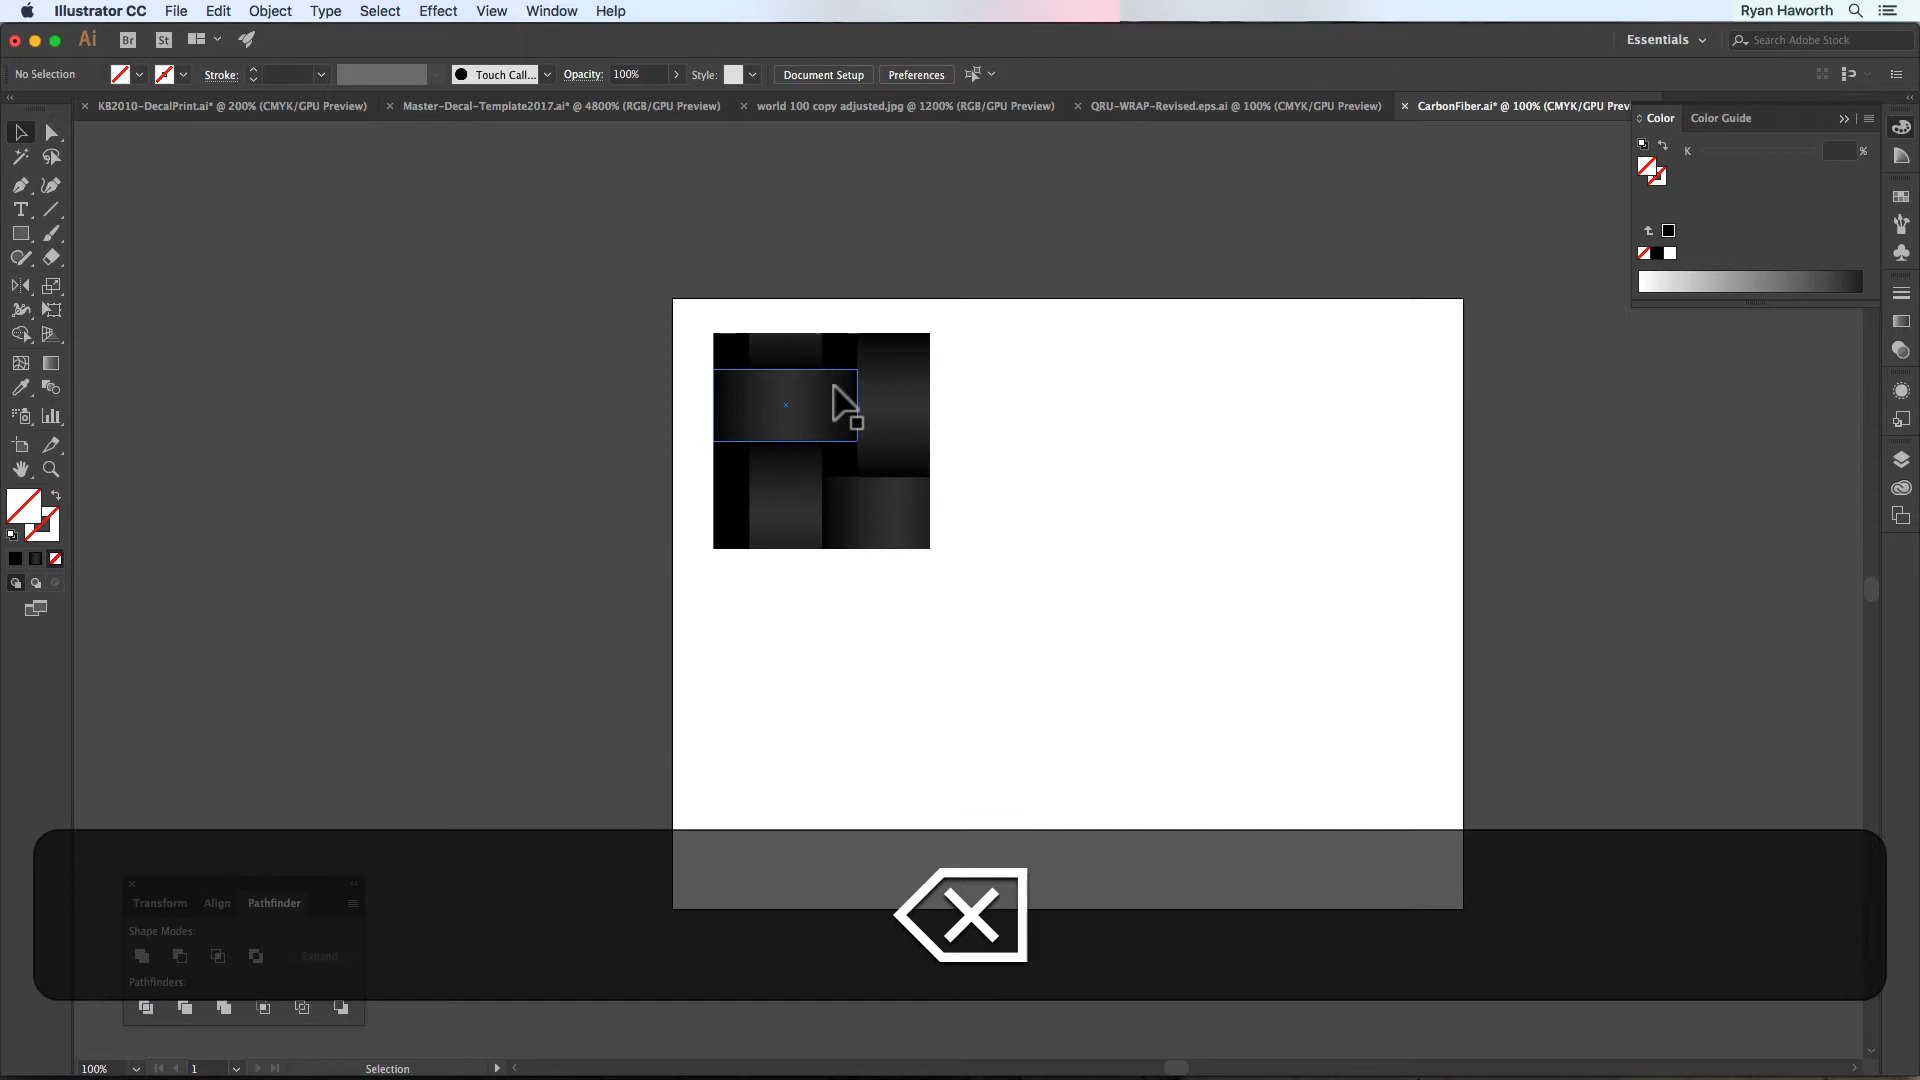 Illustrator CC File Edit Object Type Select Effect View Window Help Ryan Haworth
Ai Br St Essentials Search Adobe Stock
No Selection Stroke: Touch Call... Opacity: 100% Style: Document Setup Preferences
KB2010-DecalPrint.ai* @ 200% (CMYK/GPU Preview) Master-Decal-Template2017.ai* @ 4800% (RGB/GPU Preview) world 100 copy adjusted.jpg @ 1200% (RGB/GPU Preview) QRU-WRAP-Revised.eps.ai @ 100% (CMYK/GPU Preview) CarbonFiber.ai* @ 100% (CMYK/GPU Prev
Color Color Guide
K %
Transform Align Pathfinder
Shape Modes:
Expand
Pathfinders:
100% 1 Selection